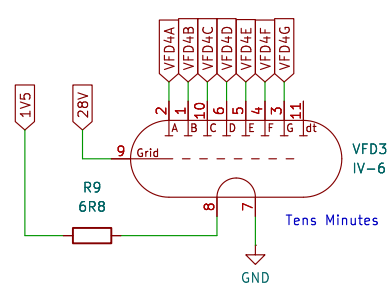 VFD4A
VFD4B
VFD4C
VFD4D
VFD4E
VFD4F
VFD4G
1V5
28V
2
1
10
6
5
4
3
11
A
B
C
D
E
F
G
dt
9
Grid
VFD3
IV-6
R9
6R8
8
7
Tens Minutes
GND